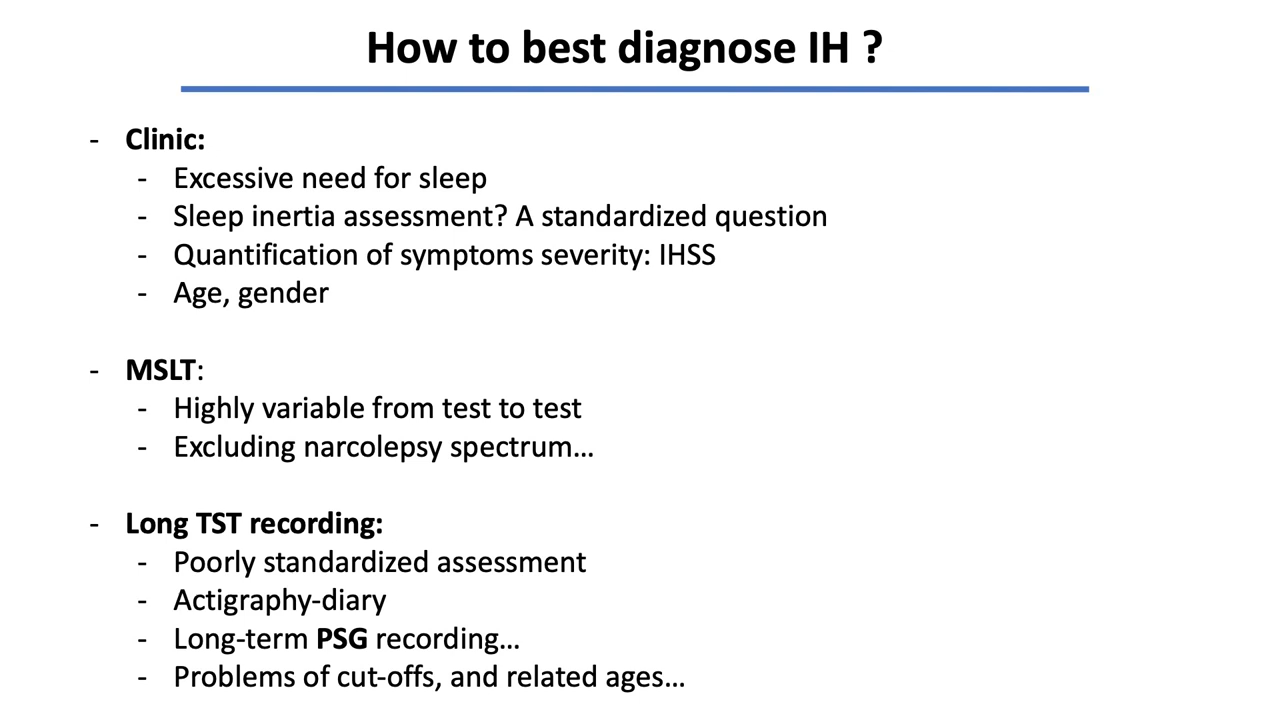 How to best diagnose IH ?
- Clinic:
- Excessive need for sleep
- Sleep inertia assessment? A standardized question
- Quantification of symptoms severity: IHSS
- Age, gender
- MSLT:
- Highly variable from test to test
- Excluding narcolepsy spectrum...
- Long TST recording:
- Poorly standardized assessment
- Actigraphy-diary
- Long-term PSG recording...
- Problems of cut-offs, and related ages...